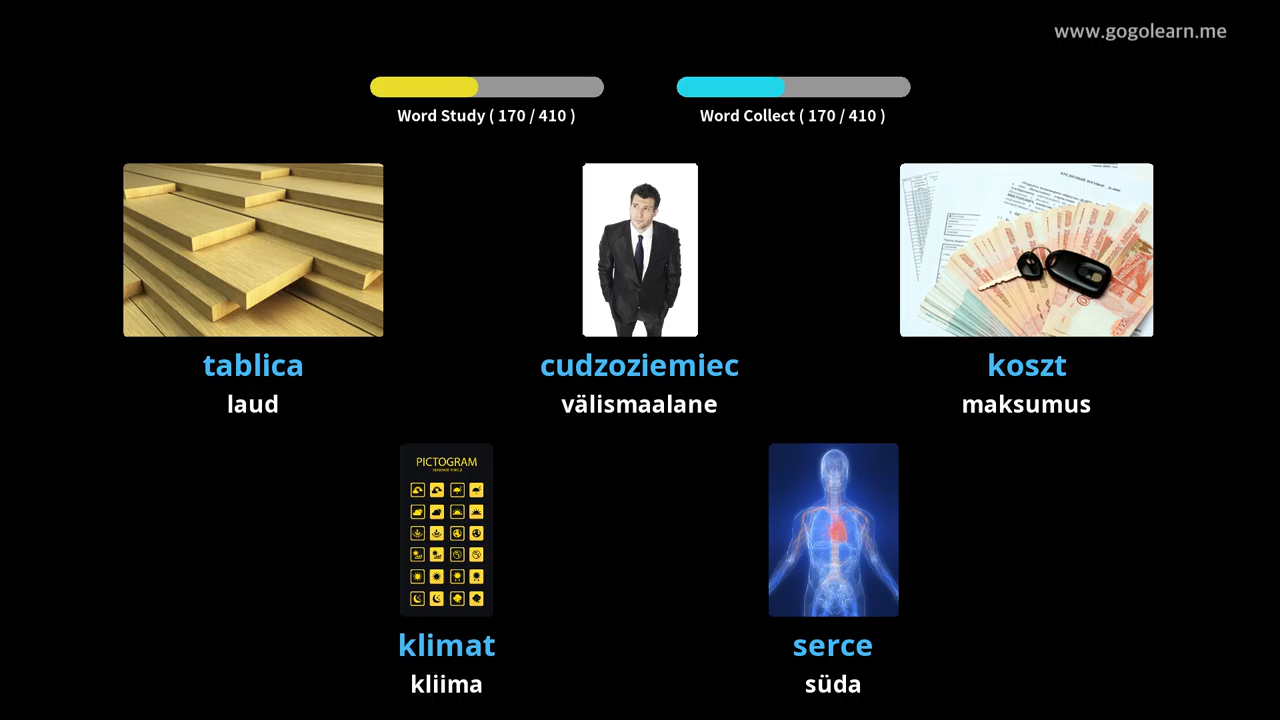 www.gogolearn.me
Word Study ( 170 / 410 )
Word Collect ( 170 / 410 )
tablica
laud
cudzoziemiec
välismaalane
koszt
maksumus
PICTOGRAM
klimat
kliima
serce
süda